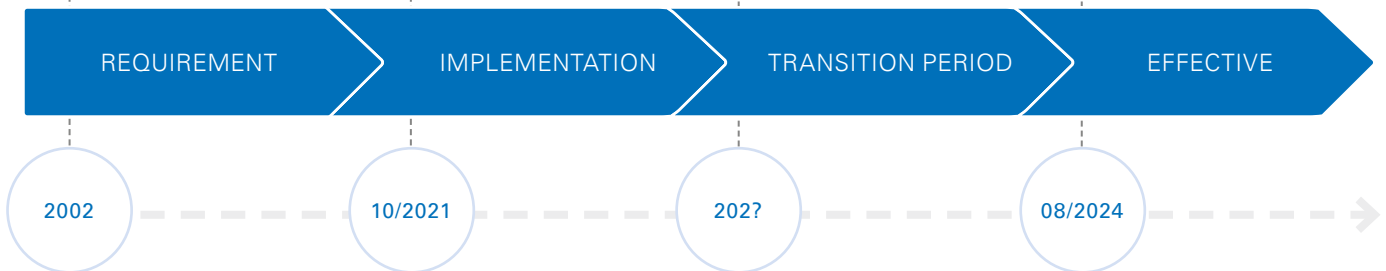 REQUIREMENT
IMPLEMENTATION
TRANSITION PERIOD
EFFECTIVE
2002
10/2021
202?
08/2024